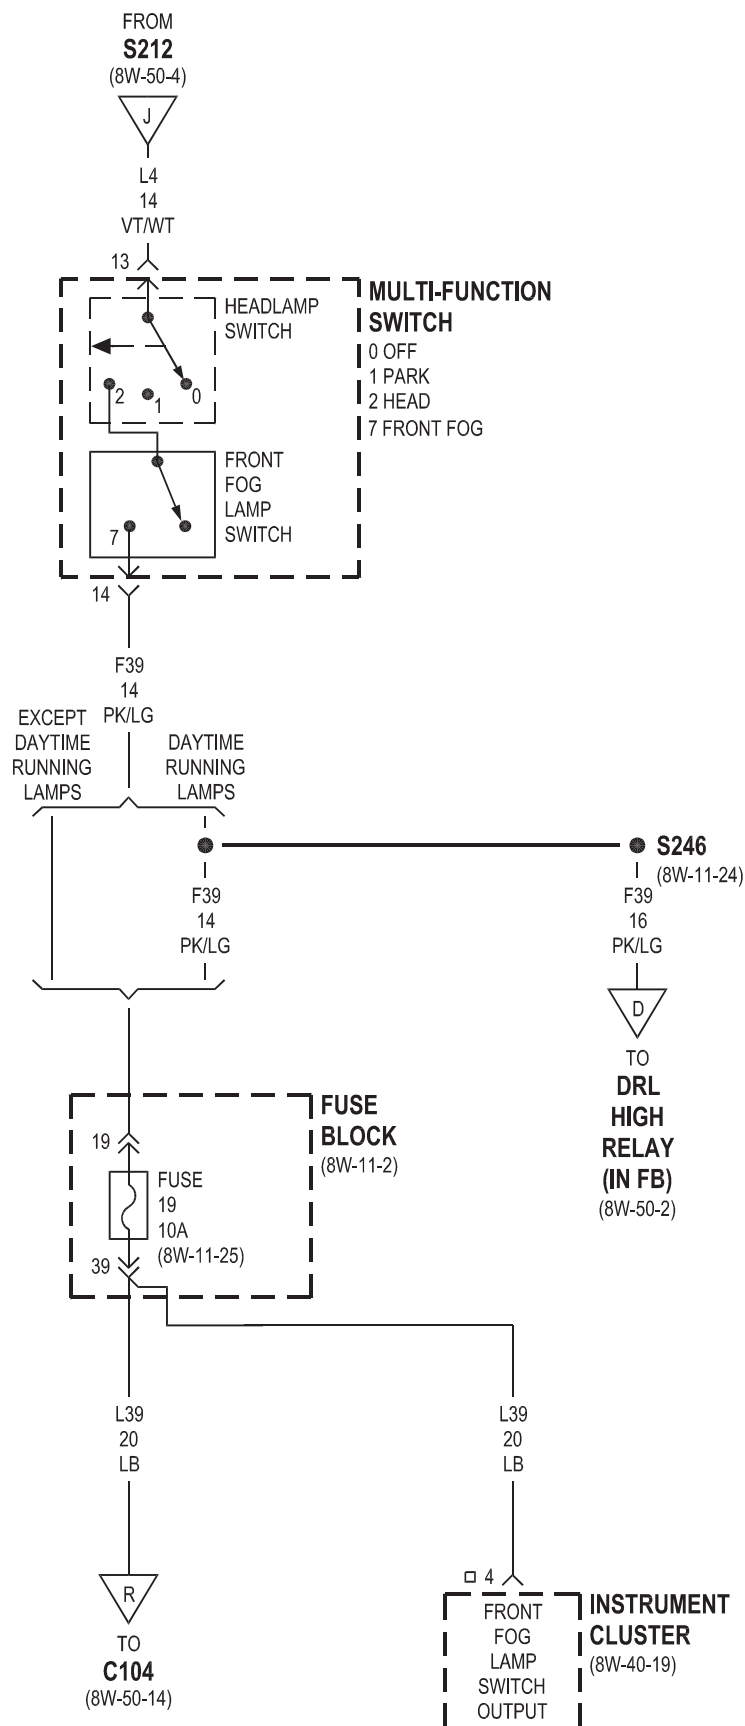 FROM
S212
(8W-50-4)
J
L4
14
VT/WT
13
HEADLAMP
SWITCH
MULTI-FUNCTION
SWITCH
0 OFF
1 PARK
2 HEAD
7 FRONT FOG
2
1
0
FRONT
FOG
LAMP
SWITCH
7
14
F39
14
PK/LG
EXCEPT
DAYTIME
RUNNING
LAMPS
DAYTIME
RUNNING
LAMPS
S246
(8W-11-24)
F39
14
PK/LG
F39
16
PK/LG
D
TO
DRL
HIGH
RELAY
(IN FB)
(8W-50-2)
FUSE
BLOCK
(8W-11-2)
19
FUSE
19
10A
(8W-11-25)
39
L39
20
LB
L39
20
LB
R
TO
C104
(8W-50-14)
4
FRONT
FOG
LAMP
SWITCH
OUTPUT
INSTRUMENT
CLUSTER
(8W-40-19)